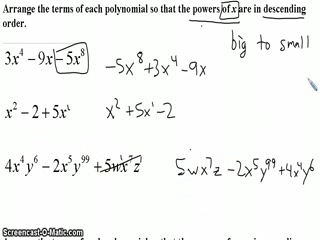 Arrange the terms of each polynomial so that the powers of x are in descending
order.
big to small
3x⁴ − 9x − 5x⁸
−5x⁸ + 3x⁴ − 9x
x² − 2 + 5x¹
x² + 5x¹ − 2
4x⁴y⁶ − 2x⁵y⁹⁹ + 5wx⁷z
5wx⁷z − 2x⁵y⁹⁹ + 4x⁴y⁶
Screencast-O-Matic.com